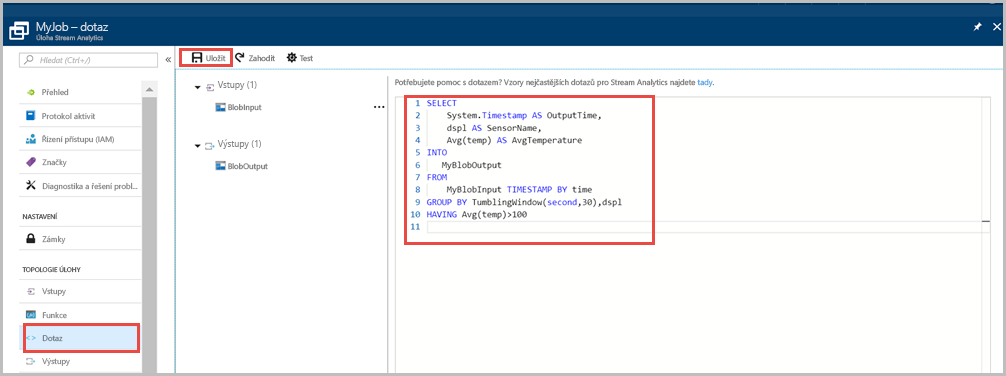 MyJob – dotaz
Úloha Stream Analytics
Hledat (Ctrl+/)
Přehled
Protokol aktivit
Řízení přístupu (IAM)
Značky
Diagnostika a řešení probl...
NASTAVENÍ
Zámky
TOPOLOGIE ÚLOHY
Vstupy
Funkce
Dotaz
Výstupy
Uložit Zahodit Test
Vstupy (1)
BlobInput
Výstupy (1)
BlobOutput
Potřebujete pomoc s dotazem? Vzory nejčastějších dotazů pro Stream Analytics najdete tady.
1 SELECT
2 System.Timestamp AS OutputTime,
3 dspl AS SensorName,
4 Avg(temp) AS AvgTemperature
5 INTO
6 MyBlobOutput
7 FROM
8 MyBlobInput TIMESTAMP BY time
9 GROUP BY TumblingWindow(second,30),dspl
10 HAVING Avg(temp)>100
11